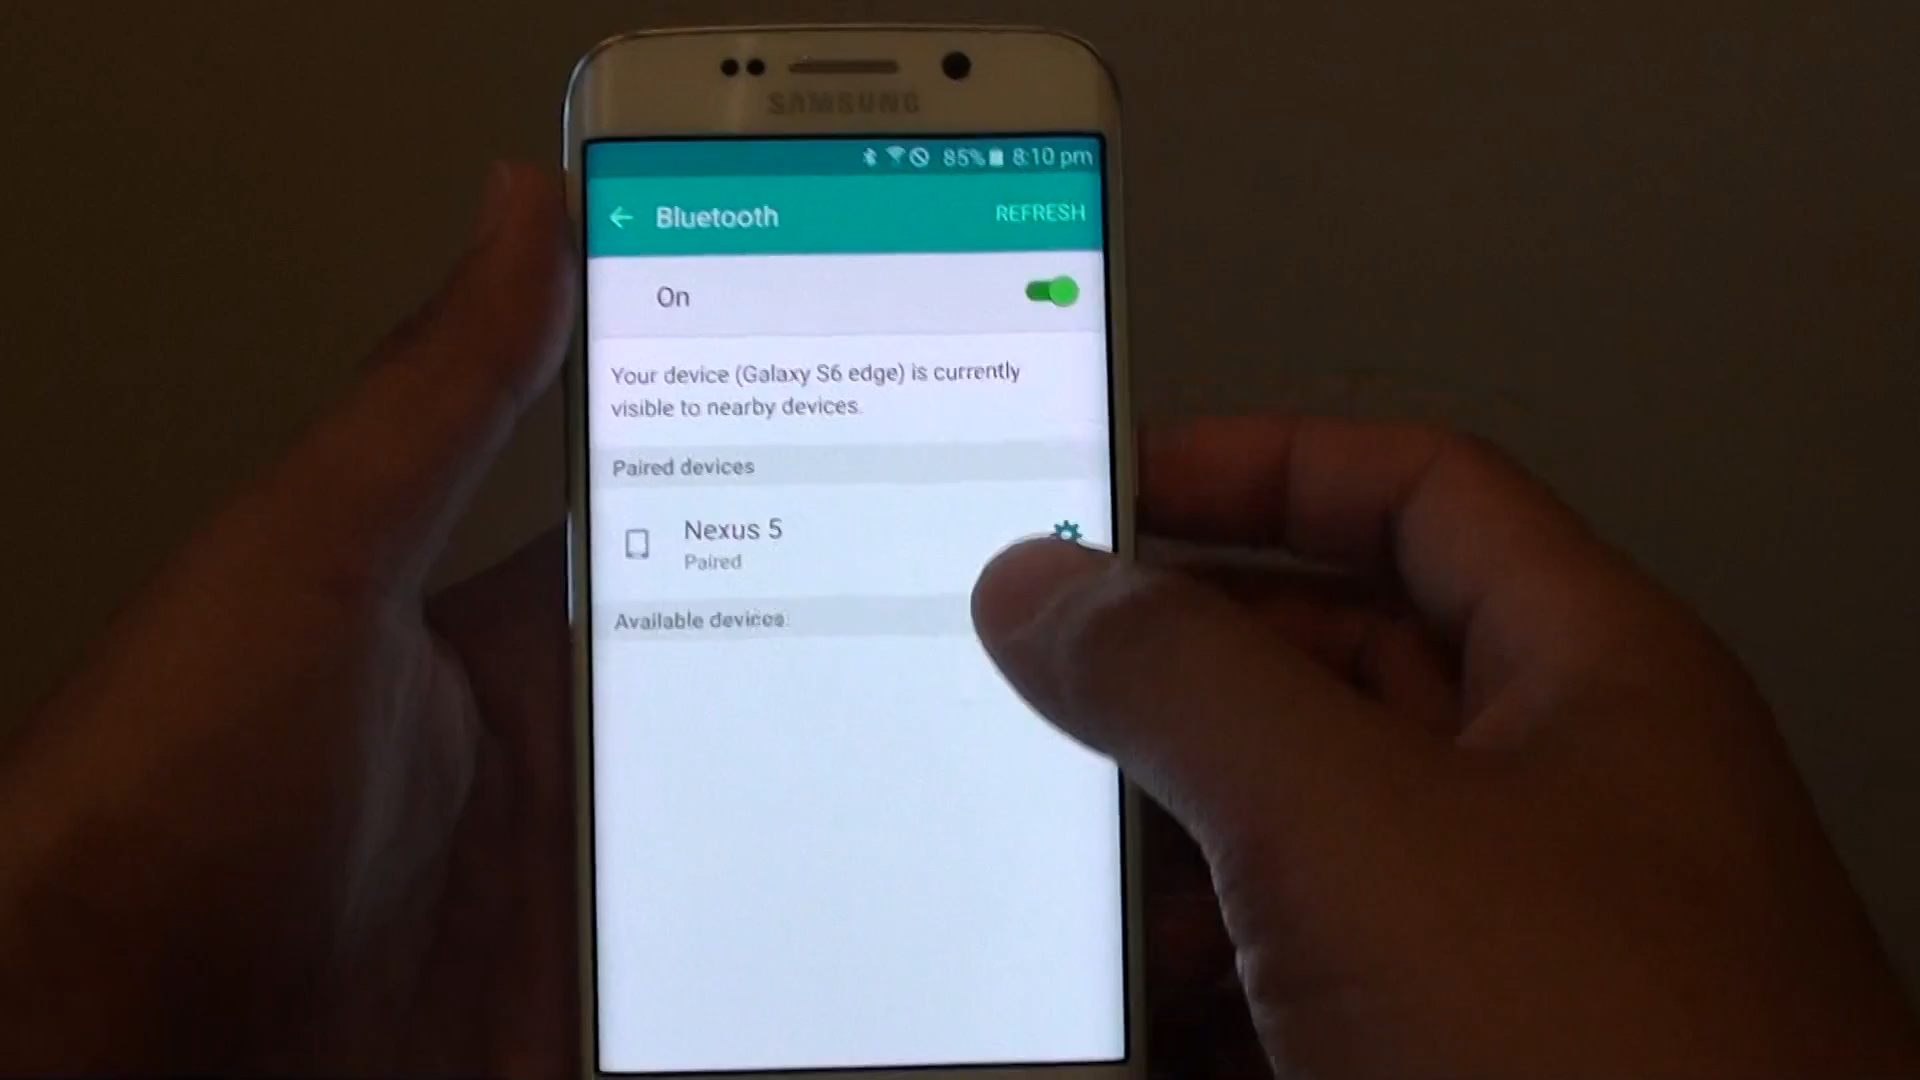 SAMSUNG
85% 8:10 pm
Bluetooth REFRESH
On
Your device (Galaxy S6 edge) is currently
visible to nearby devices.
Paired devices
Nexus 5
Paired
Available devices